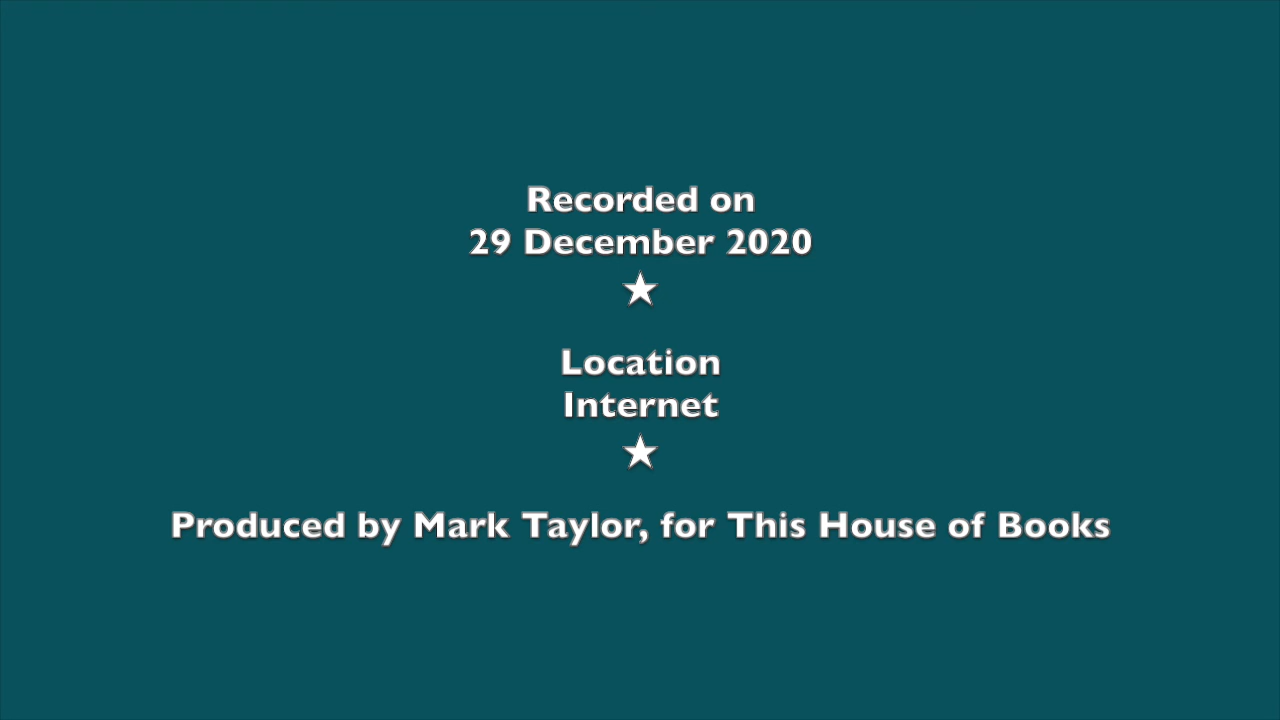 Recorded on
29 December 2020
★
Location
Internet
★
Produced by Mark Taylor, for This House of Books